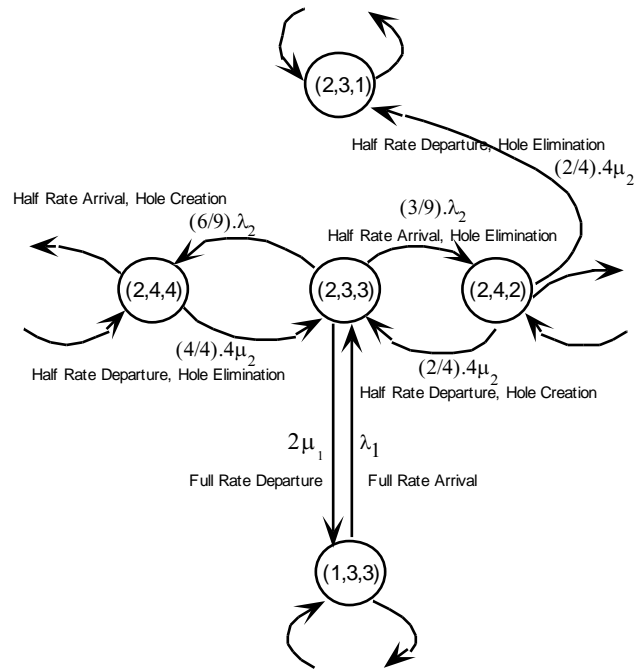 (2,3,1)
Half Rate Departure, Hole Elimination
(2/4).4μ₂
Half Rate Arrival, Hole Creation
(6/9).λ₂
(3/9).λ₂
Half Rate Arrival, Hole Elimination
(2,4,4)
(2,3,3)
(2,4,2)
(4/4).4μ₂
(2/4).4μ₂
Half Rate Departure, Hole Elimination
Half Rate Departure, Hole Creation
2μ₁
λ₁
Full Rate Departure
Full Rate Arrival
(1,3,3)